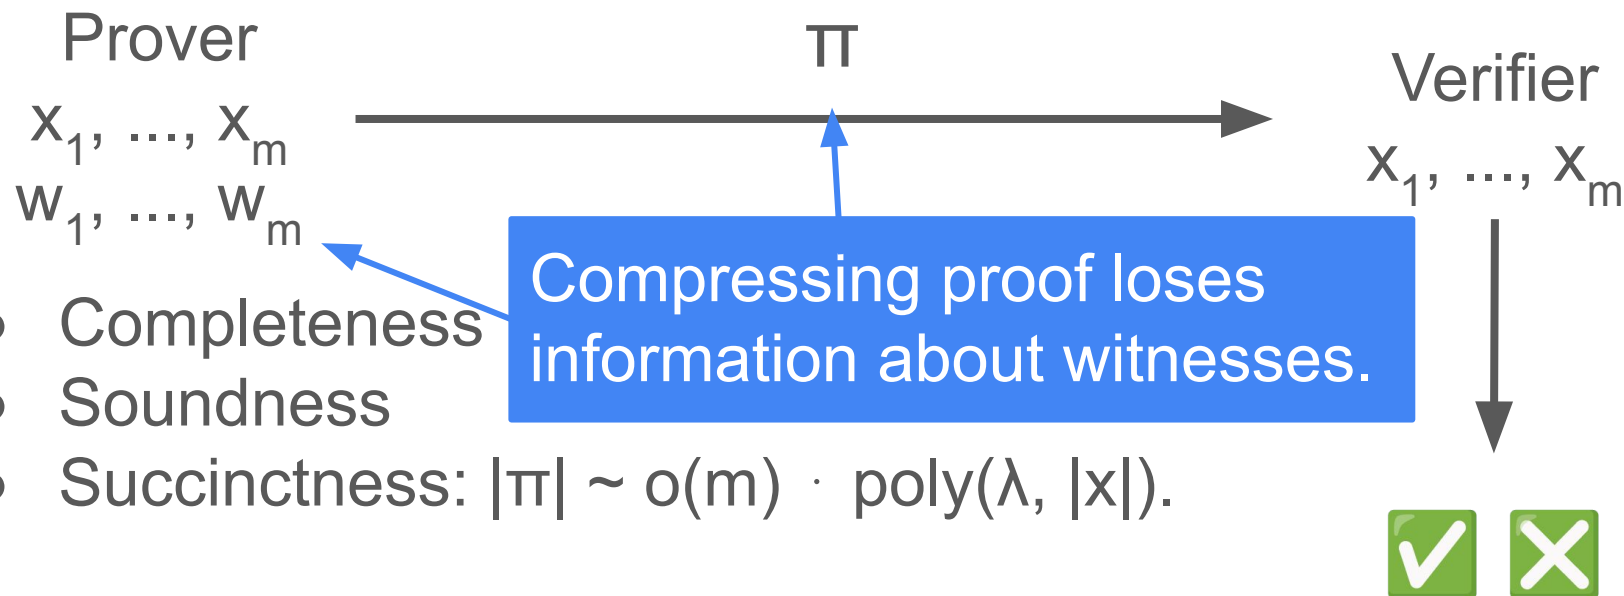 Prover
π
Verifier
x₁, ..., xₘ
w₁, ..., wₘ
x₁, ..., xₘ
Compressing proof loses
information about witnesses.
● Completeness
● Soundness
● Succinctness: |π| ~ o(m) · poly(λ, |x|).